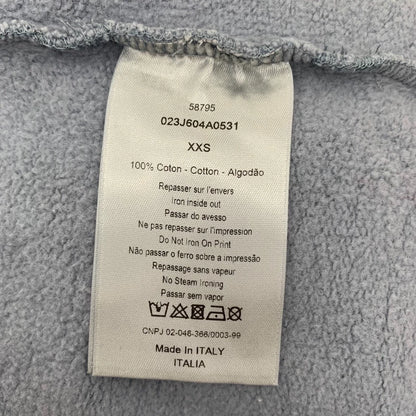 58795
023J604A0531
XXS
100% Coton - Cotton - Algodão
Repasser sur l'envers
Iron inside out
Passar do avesso
Ne pas repasser sur l'impression
Do Not Iron On Print
Não passar o ferro sobre a impressão
Repassage sans vapeur
No Steam Ironing
Passar sem vapor
CNPJ 02-046-366/0003-99
Made in ITALY
ITALIA